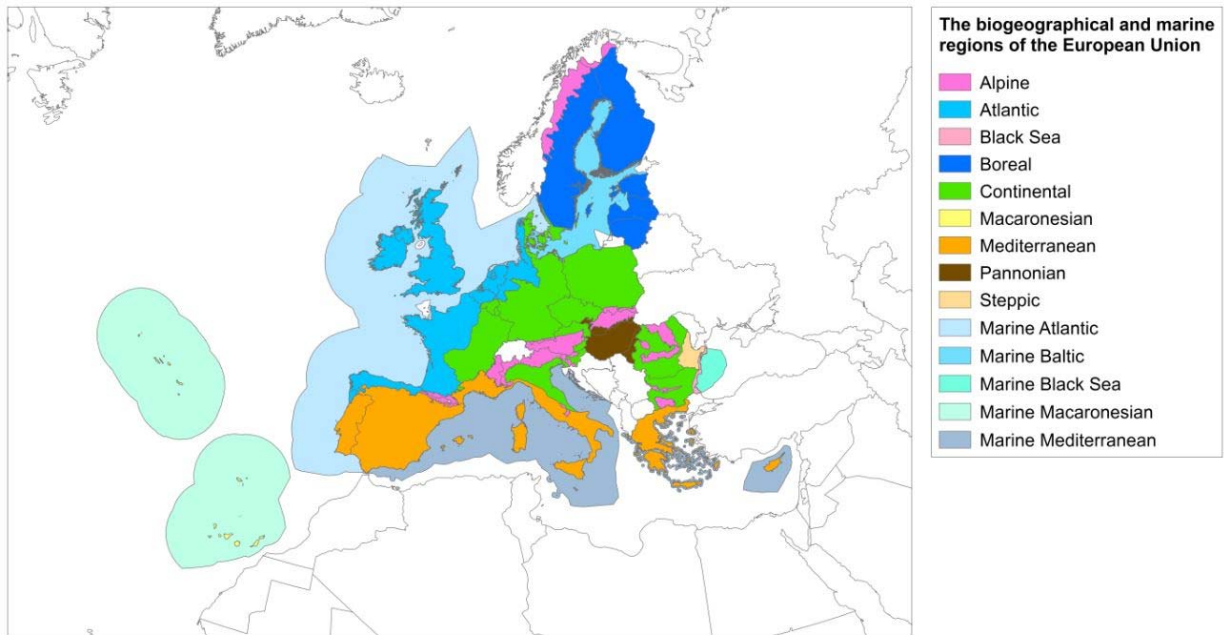 The biogeographical and marine
regions of the European Union
Alpine
Atlantic
Black Sea
Boreal
Continental
Macaronesian
Mediterranean
Pannonian
Steppic
Marine Atlantic
Marine Baltic
Marine Black Sea
Marine Macaronesian
Marine Mediterranean